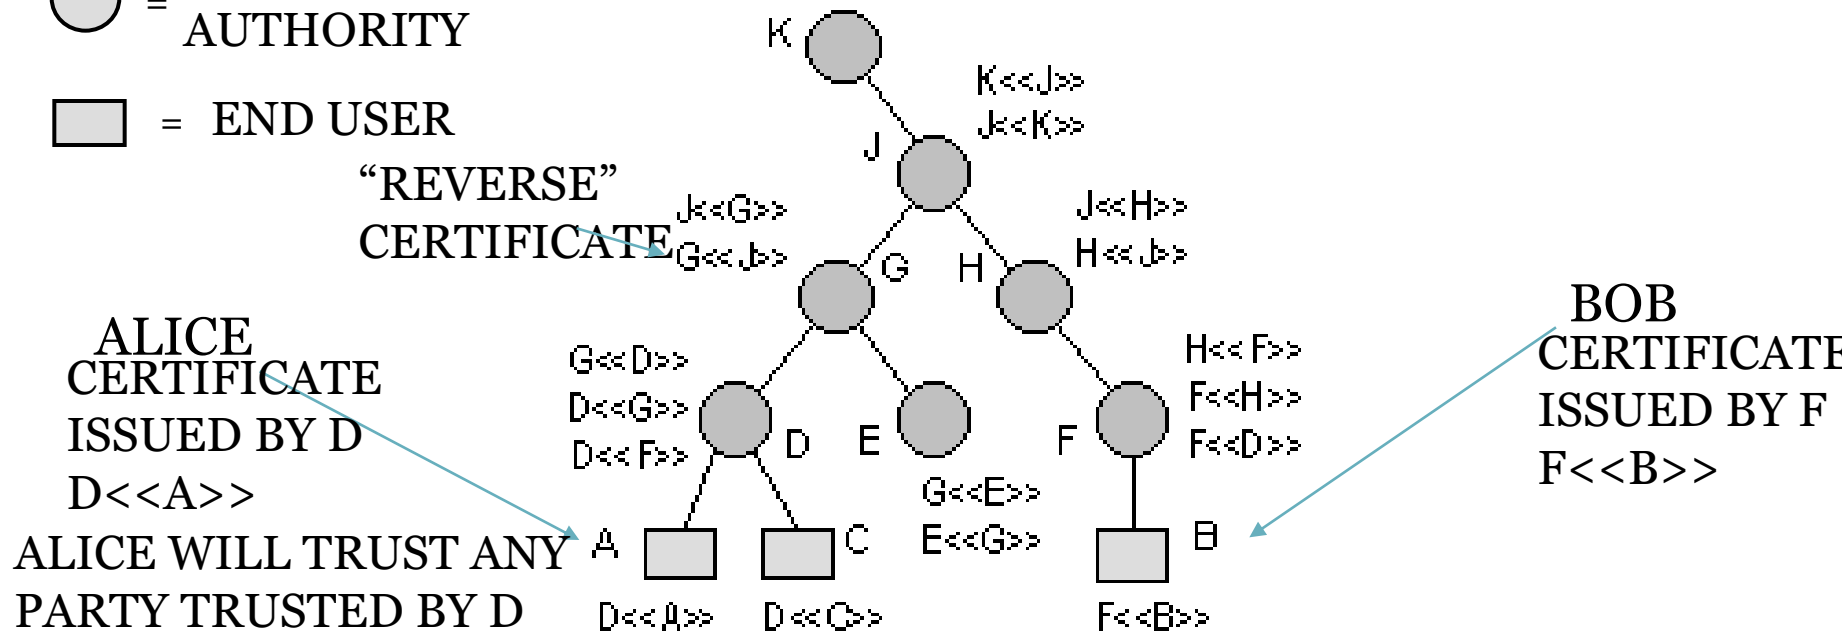 =
AUTHORITY
= END USER
K
K<<J>>
J<<K>>
J
"REVERSE"
CERTIFICATE
J<<G>>
G<<J>>
J<<H>>
H<<J>>
G
H
ALICE
CERTIFICATE
ISSUED BY D
D<<A>>
ALICE WILL TRUST ANY
PARTY TRUSTED BY D
G<<D>>
D<<G>>
D<<F>>
D
E
G<<E>>
E<<G>>
F
H<<F>>
F<<H>>
F<<D>>
BOB
CERTIFICATE
ISSUED BY F
F<<B>>
A
C
B
D<<A>>
D<<C>>
F<<B>>